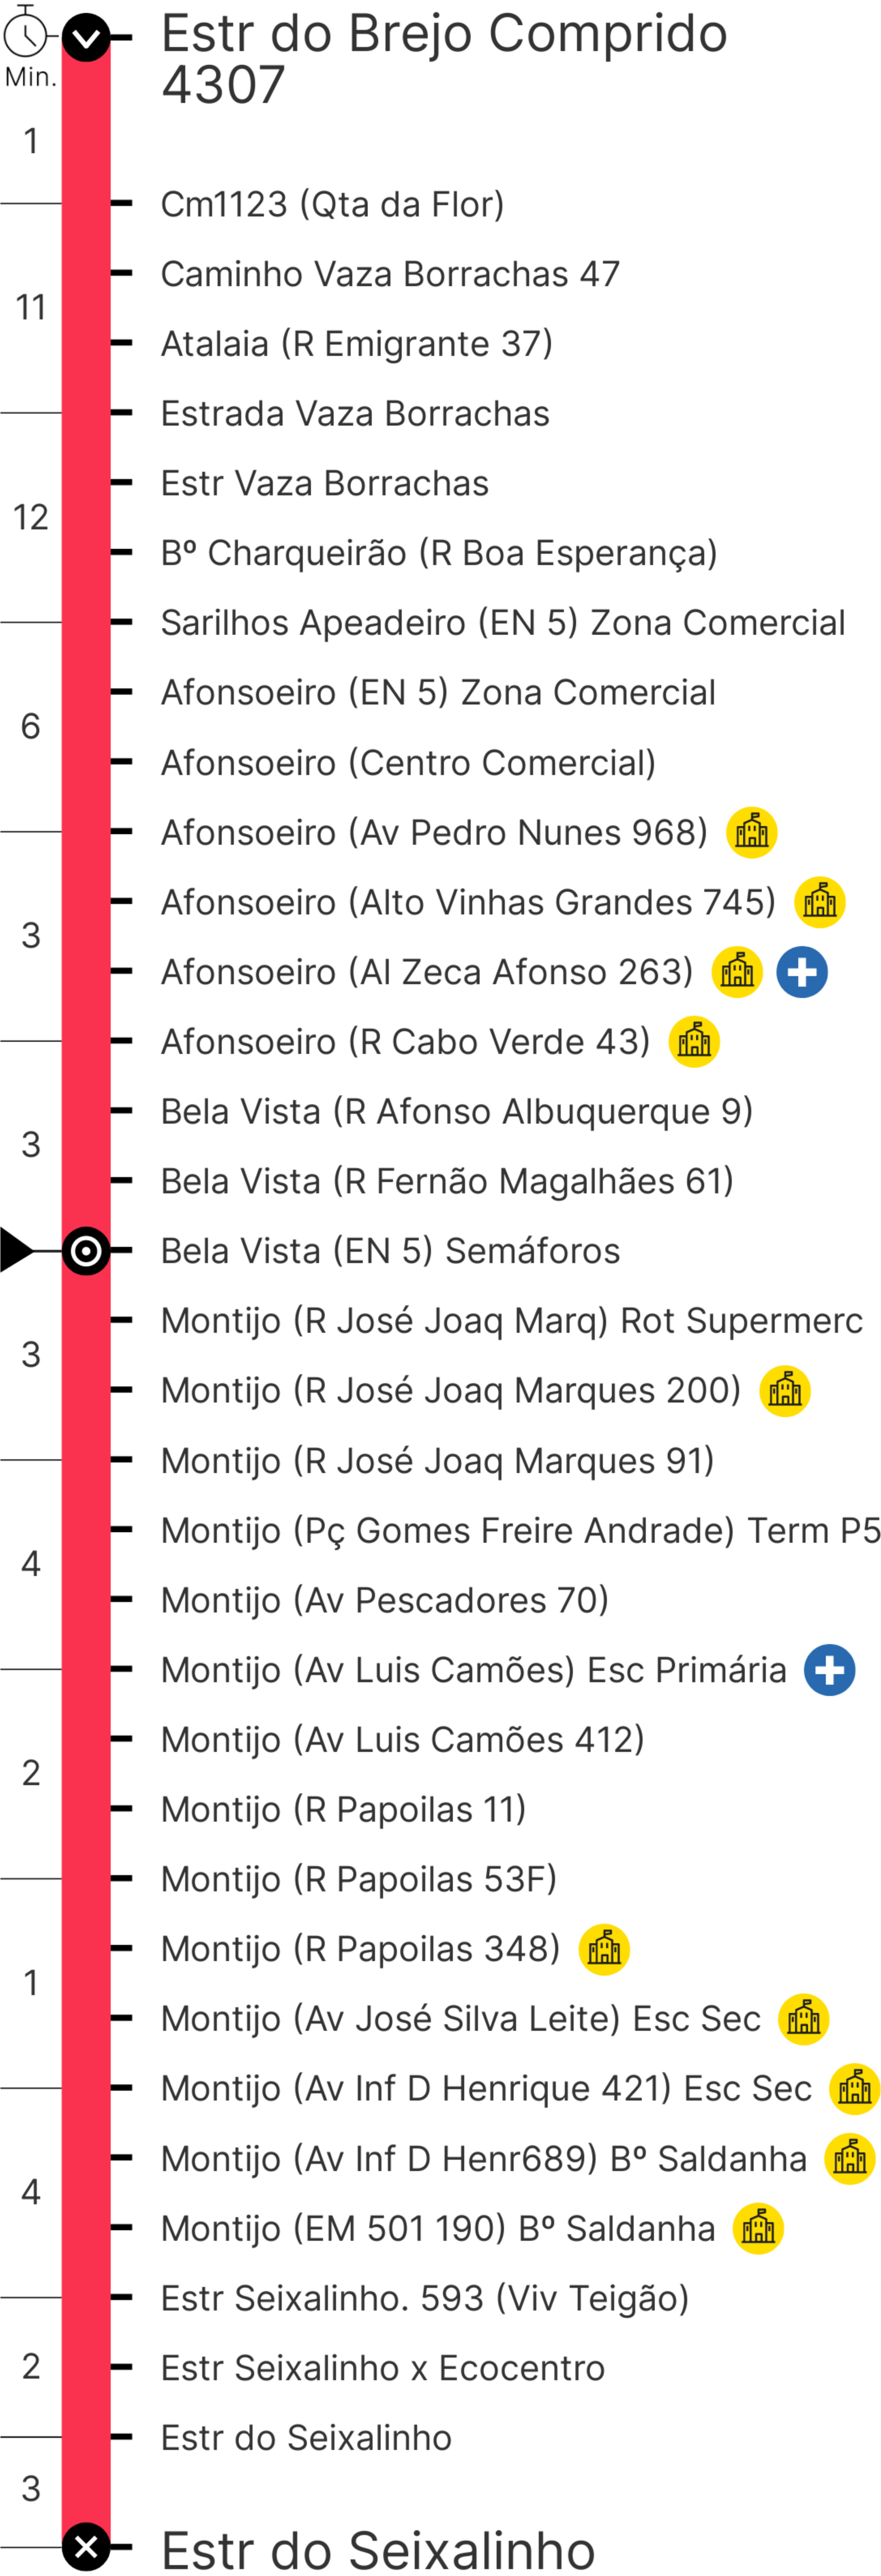 Estr do Brejo Comprido
4307
Min.
1
Cm1123 (Qta da Flor)
Caminho Vaza Borrachas 47
11
Atalaia (R Emigrante 37)
Estrada Vaza Borrachas
Estr Vaza Borrachas
12
Bº Charqueirão (R Boa Esperança)
Sarilhos Apeadeiro (EN 5) Zona Comercial
Afonsoeiro (EN 5) Zona Comercial
6
Afonsoeiro (Centro Comercial)
Afonsoeiro (Av Pedro Nunes 968)
Afonsoeiro (Alto Vinhas Grandes 745)
3
Afonsoeiro (Al Zeca Afonso 263)
Afonsoeiro (R Cabo Verde 43)
Bela Vista (R Afonso Albuquerque 9)
3
Bela Vista (R Fernão Magalhães 61)
Bela Vista (EN 5) Semáforos
Montijo (R José Joaq Marq) Rot Supermerc
3
Montijo (R José Joaq Marques 200)
Montijo (R José Joaq Marques 91)
Montijo (Pç Gomes Freire Andrade) Term P5
4
Montijo (Av Pescadores 70)
Montijo (Av Luis Camões) Esc Primária
Montijo (Av Luis Camões 412)
2
Montijo (R Papoilas 11)
Montijo (R Papoilas 53F)
Montijo (R Papoilas 348)
1
Montijo (Av José Silva Leite) Esc Sec
Montijo (Av Inf D Henrique 421) Esc Sec
Montijo (Av Inf D Henr689) Bº Saldanha
4
Montijo (EM 501 190) Bº Saldanha
Estr Seixalinho. 593 (Viv Teigão)
2
Estr Seixalinho x Ecocentro
Estr do Seixalinho
3
Estr do Seixalinho